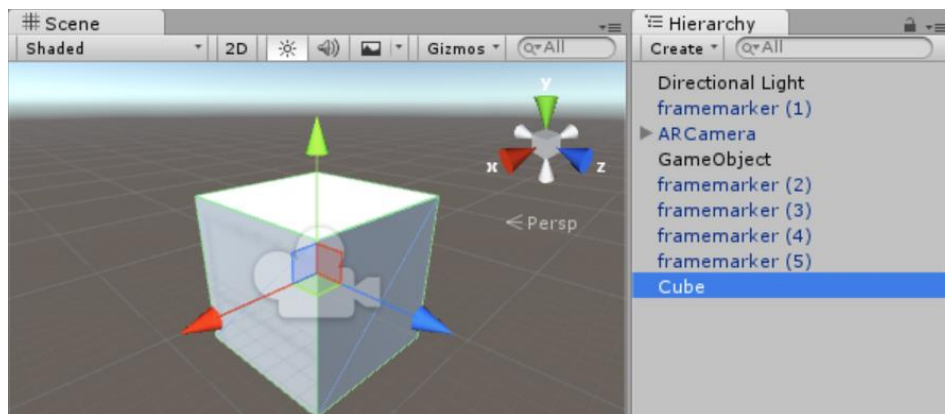 Scene
Shaded 2D Gizmos All
y
x z
Persp
Hierarchy
Create All
Directional Light
framemarker (1)
ARCamera
GameObject
framemarker (2)
framemarker (3)
framemarker (4)
framemarker (5)
Cube